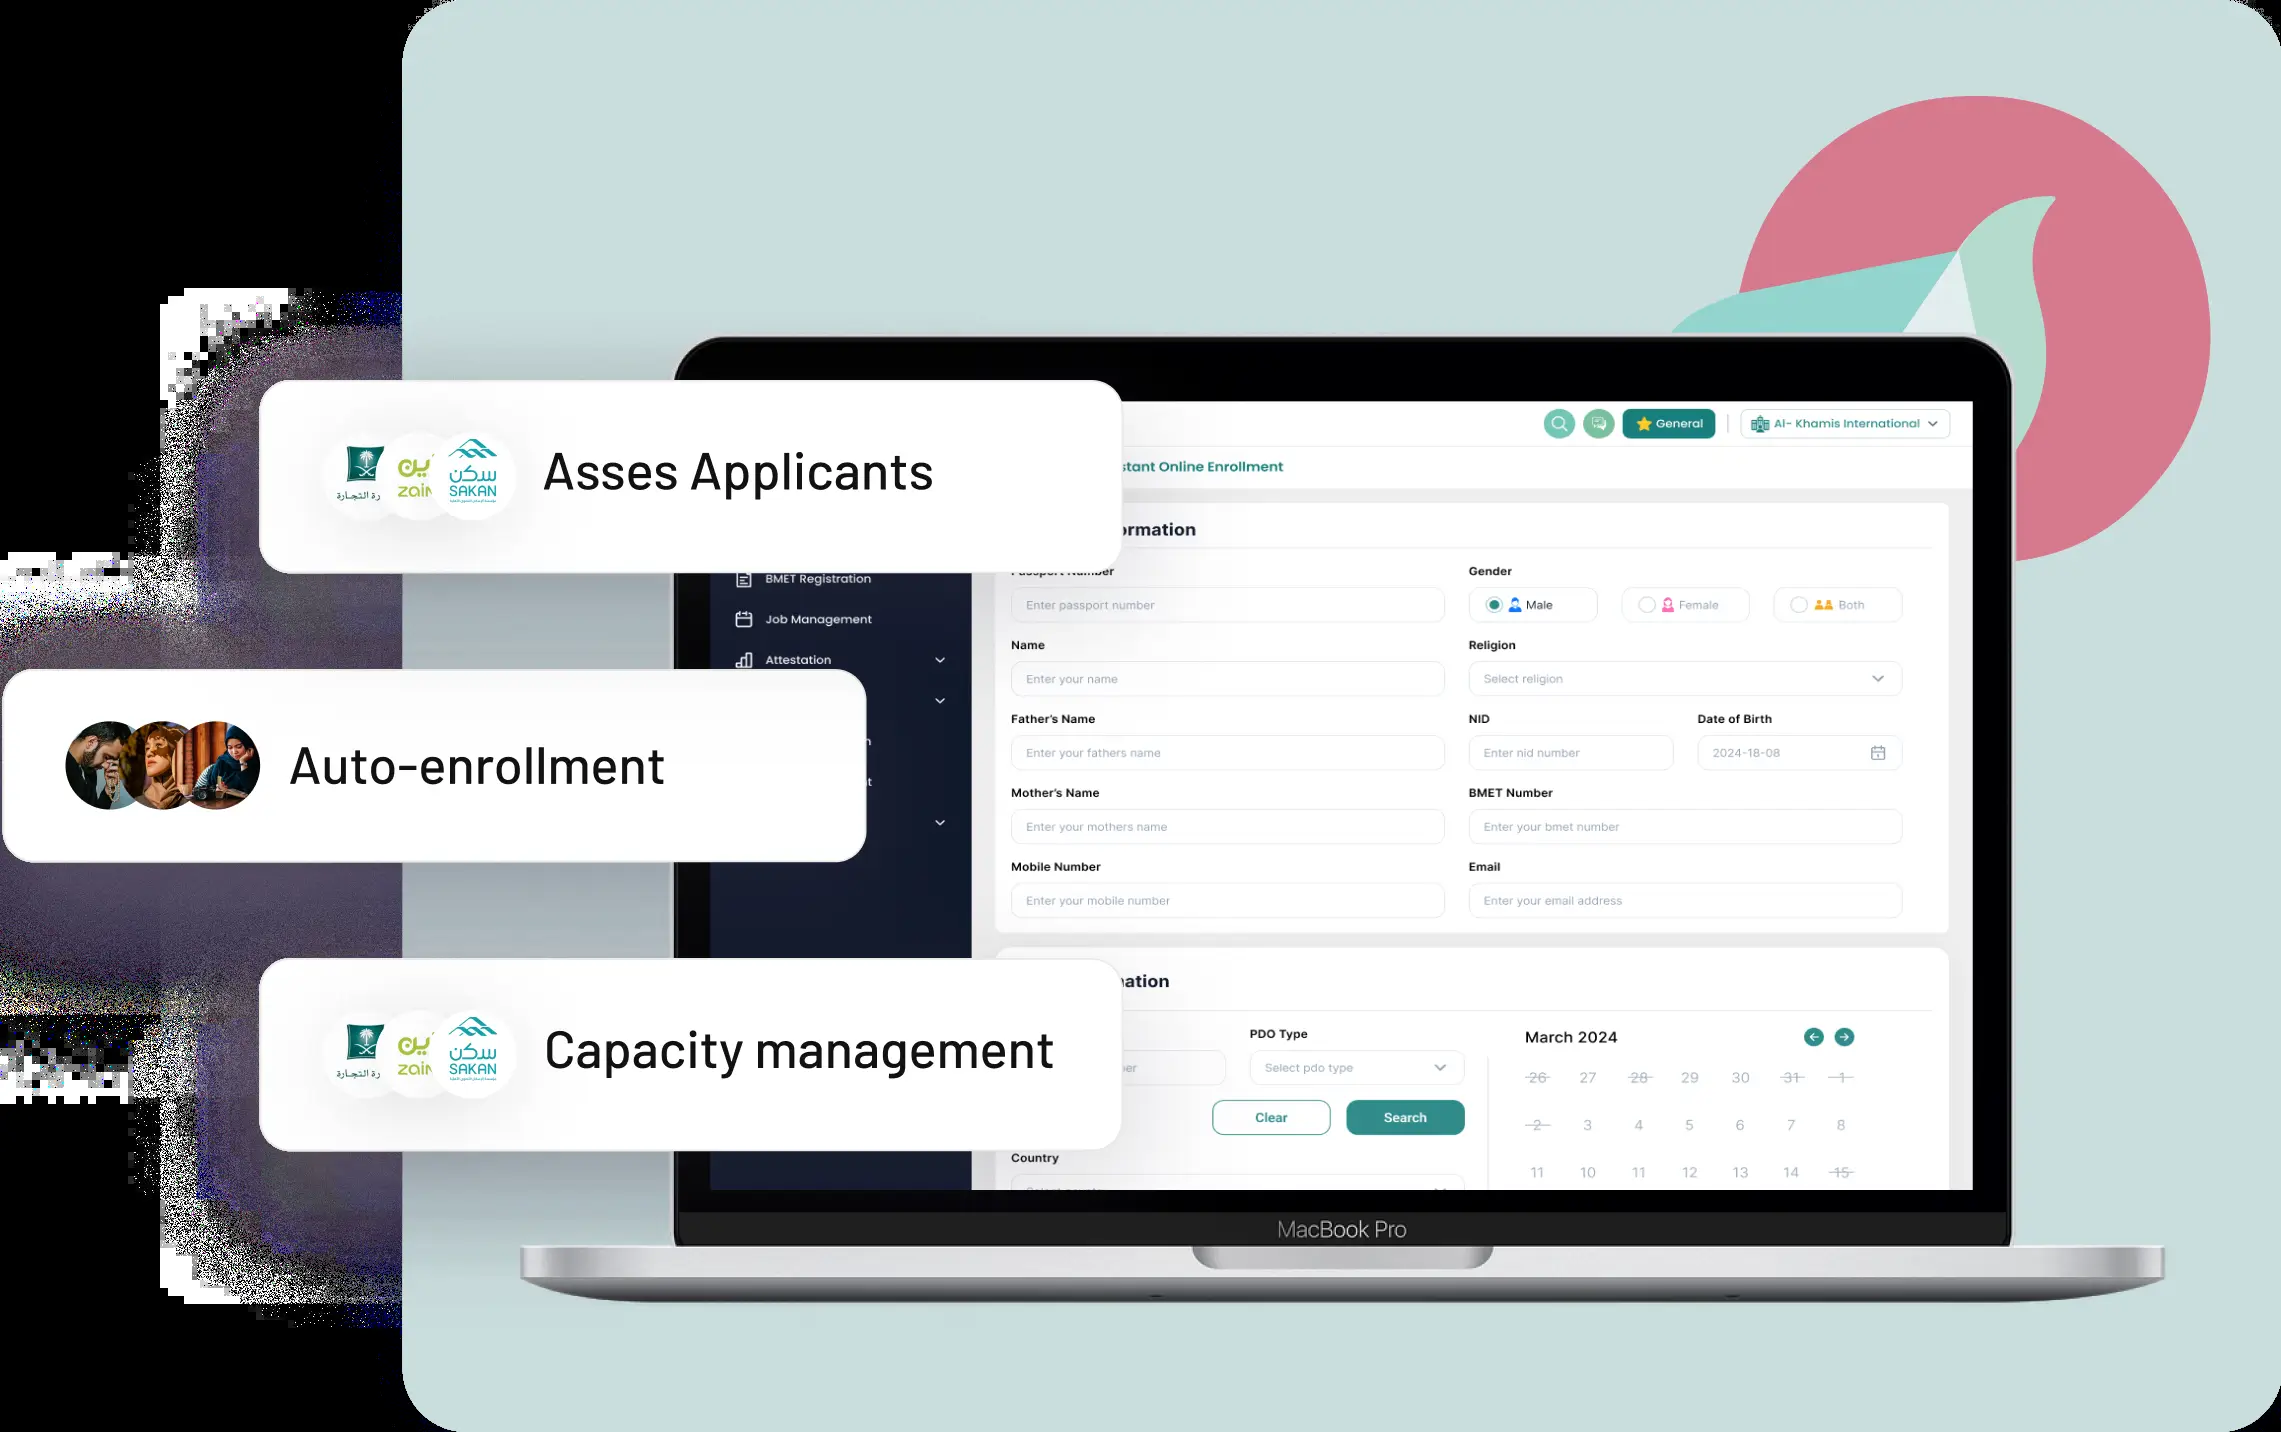 General
Al- Khamis International
stant Online Enrollment
Asses Applicants
رة التجارة
زين
zain
سكن
SAKAN
ormation
BMET Registration
Job Management
Attestation
Passport Number
Enter passport number
Gender
Male
Female
Both
Name
Enter your name
Religion
Select religion
Father's Name
Enter your fathers name
NID
Enter nid number
Date of Birth
2024-18-08
Mother's Name
Enter your mothers name
BMET Number
Enter your bmet number
Mobile Number
Enter your mobile number
Email
Enter your email address
Auto-enrollment
Capacity management
رة التجارة
زين
zain
سكن
SAKAN
ation
PDO Type
Select pdo type
Clear
Search
Country
March 2024
26 27 28 29 30 31 1
2 3 4 5 6 7 8
11 10 11 12 13 14 15
MacBook Pro